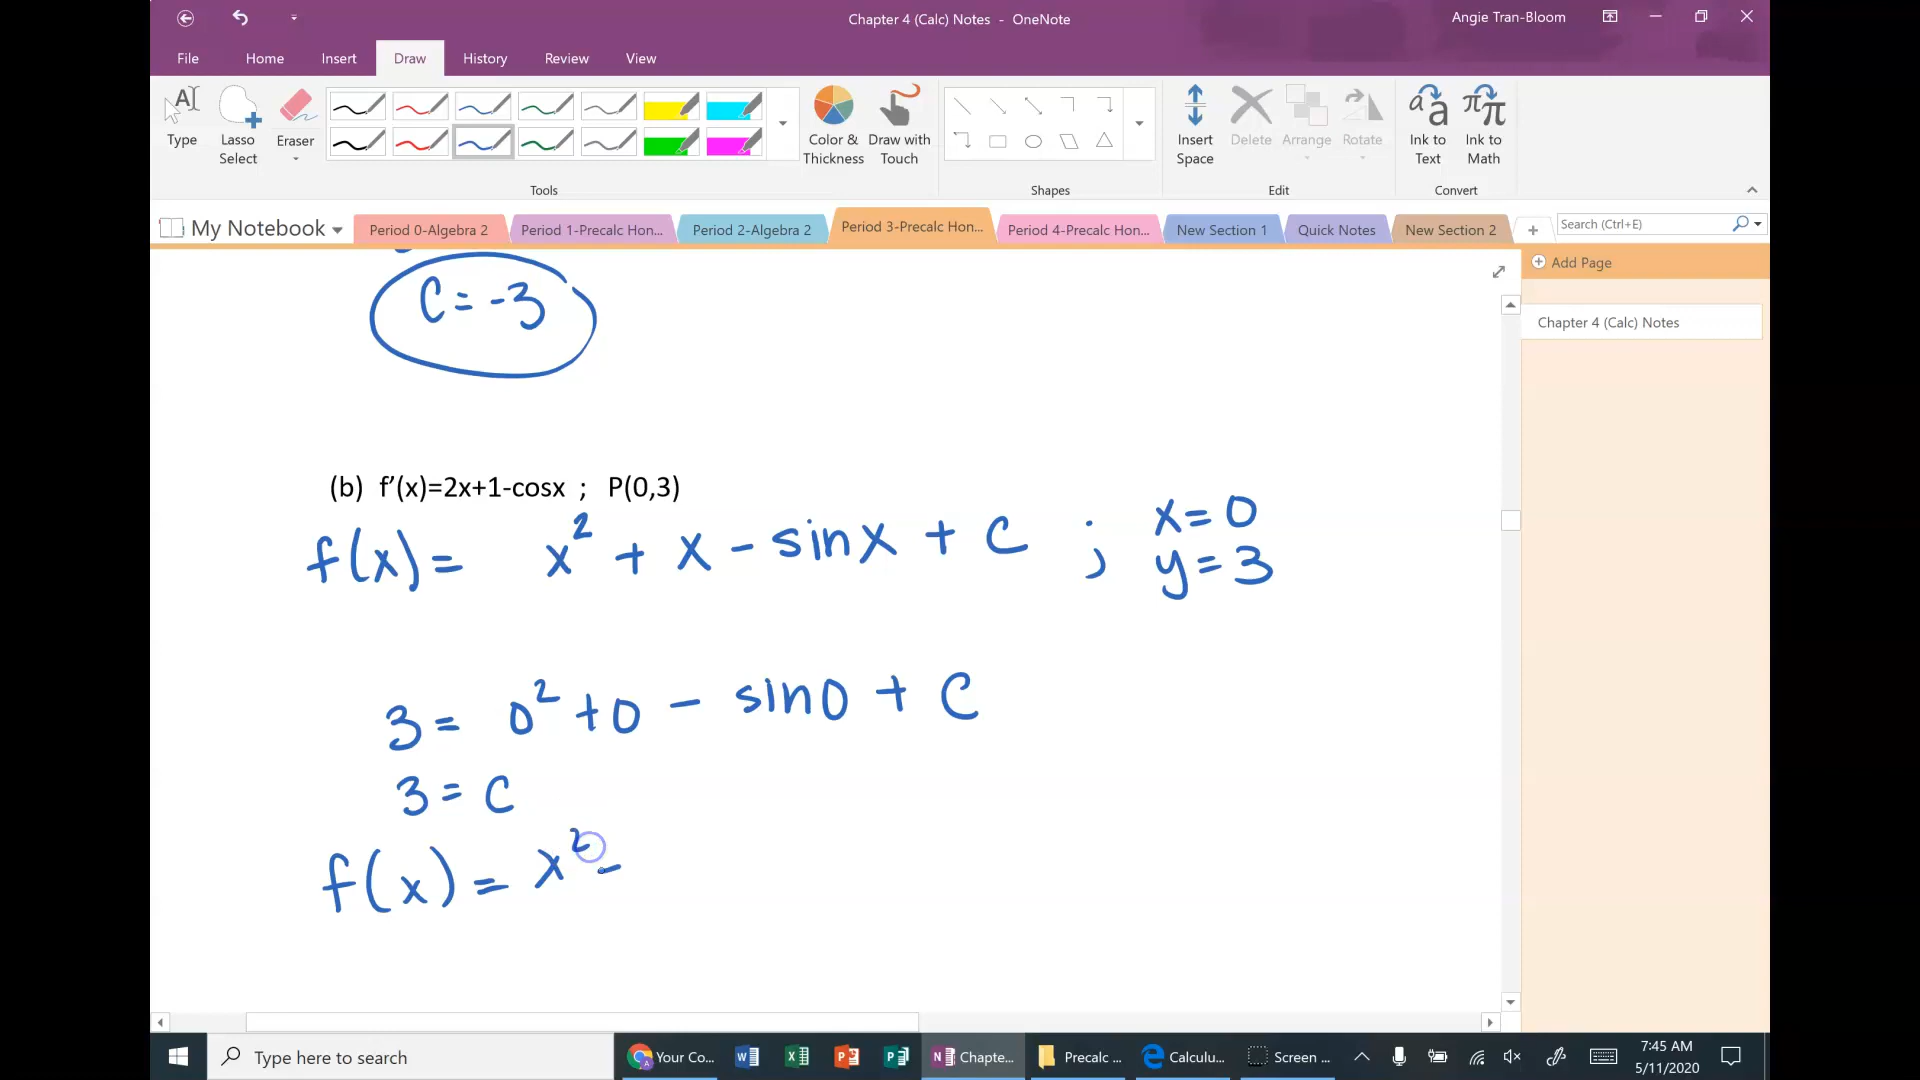 Chapter 4 (Calc) Notes - OneNote
Angie Tran-Bloom
File Home Insert Draw History Review View
Type
Lasso Select
Eraser
Color & Thickness
Draw with Touch
Insert Space
Delete
Arrange
Rotate
Ink to Text
Ink to Math
Tools
Shapes
Edit
Convert
My Notebook
Period 0-Algebra 2
Period 1-Precalc Hon...
Period 2-Algebra 2
Period 3-Precalc Hon...
Period 4-Precalc Hon...
New Section 1
Quick Notes
New Section 2
Search (Ctrl+E)
Add Page
Chapter 4 (Calc) Notes
C = -3
(b) f'(x)=2x+1-cosx ; P(0,3)
f(x) = x² + x - sinx + C ; x = 0
y = 3
3 = 0² + 0 - sin0 + C
3 = C
f(x) = x² -
Type here to search
Your Co...
Chapte...
Precalc ...
Calculu...
Screen ...
7:45 AM
5/11/2020